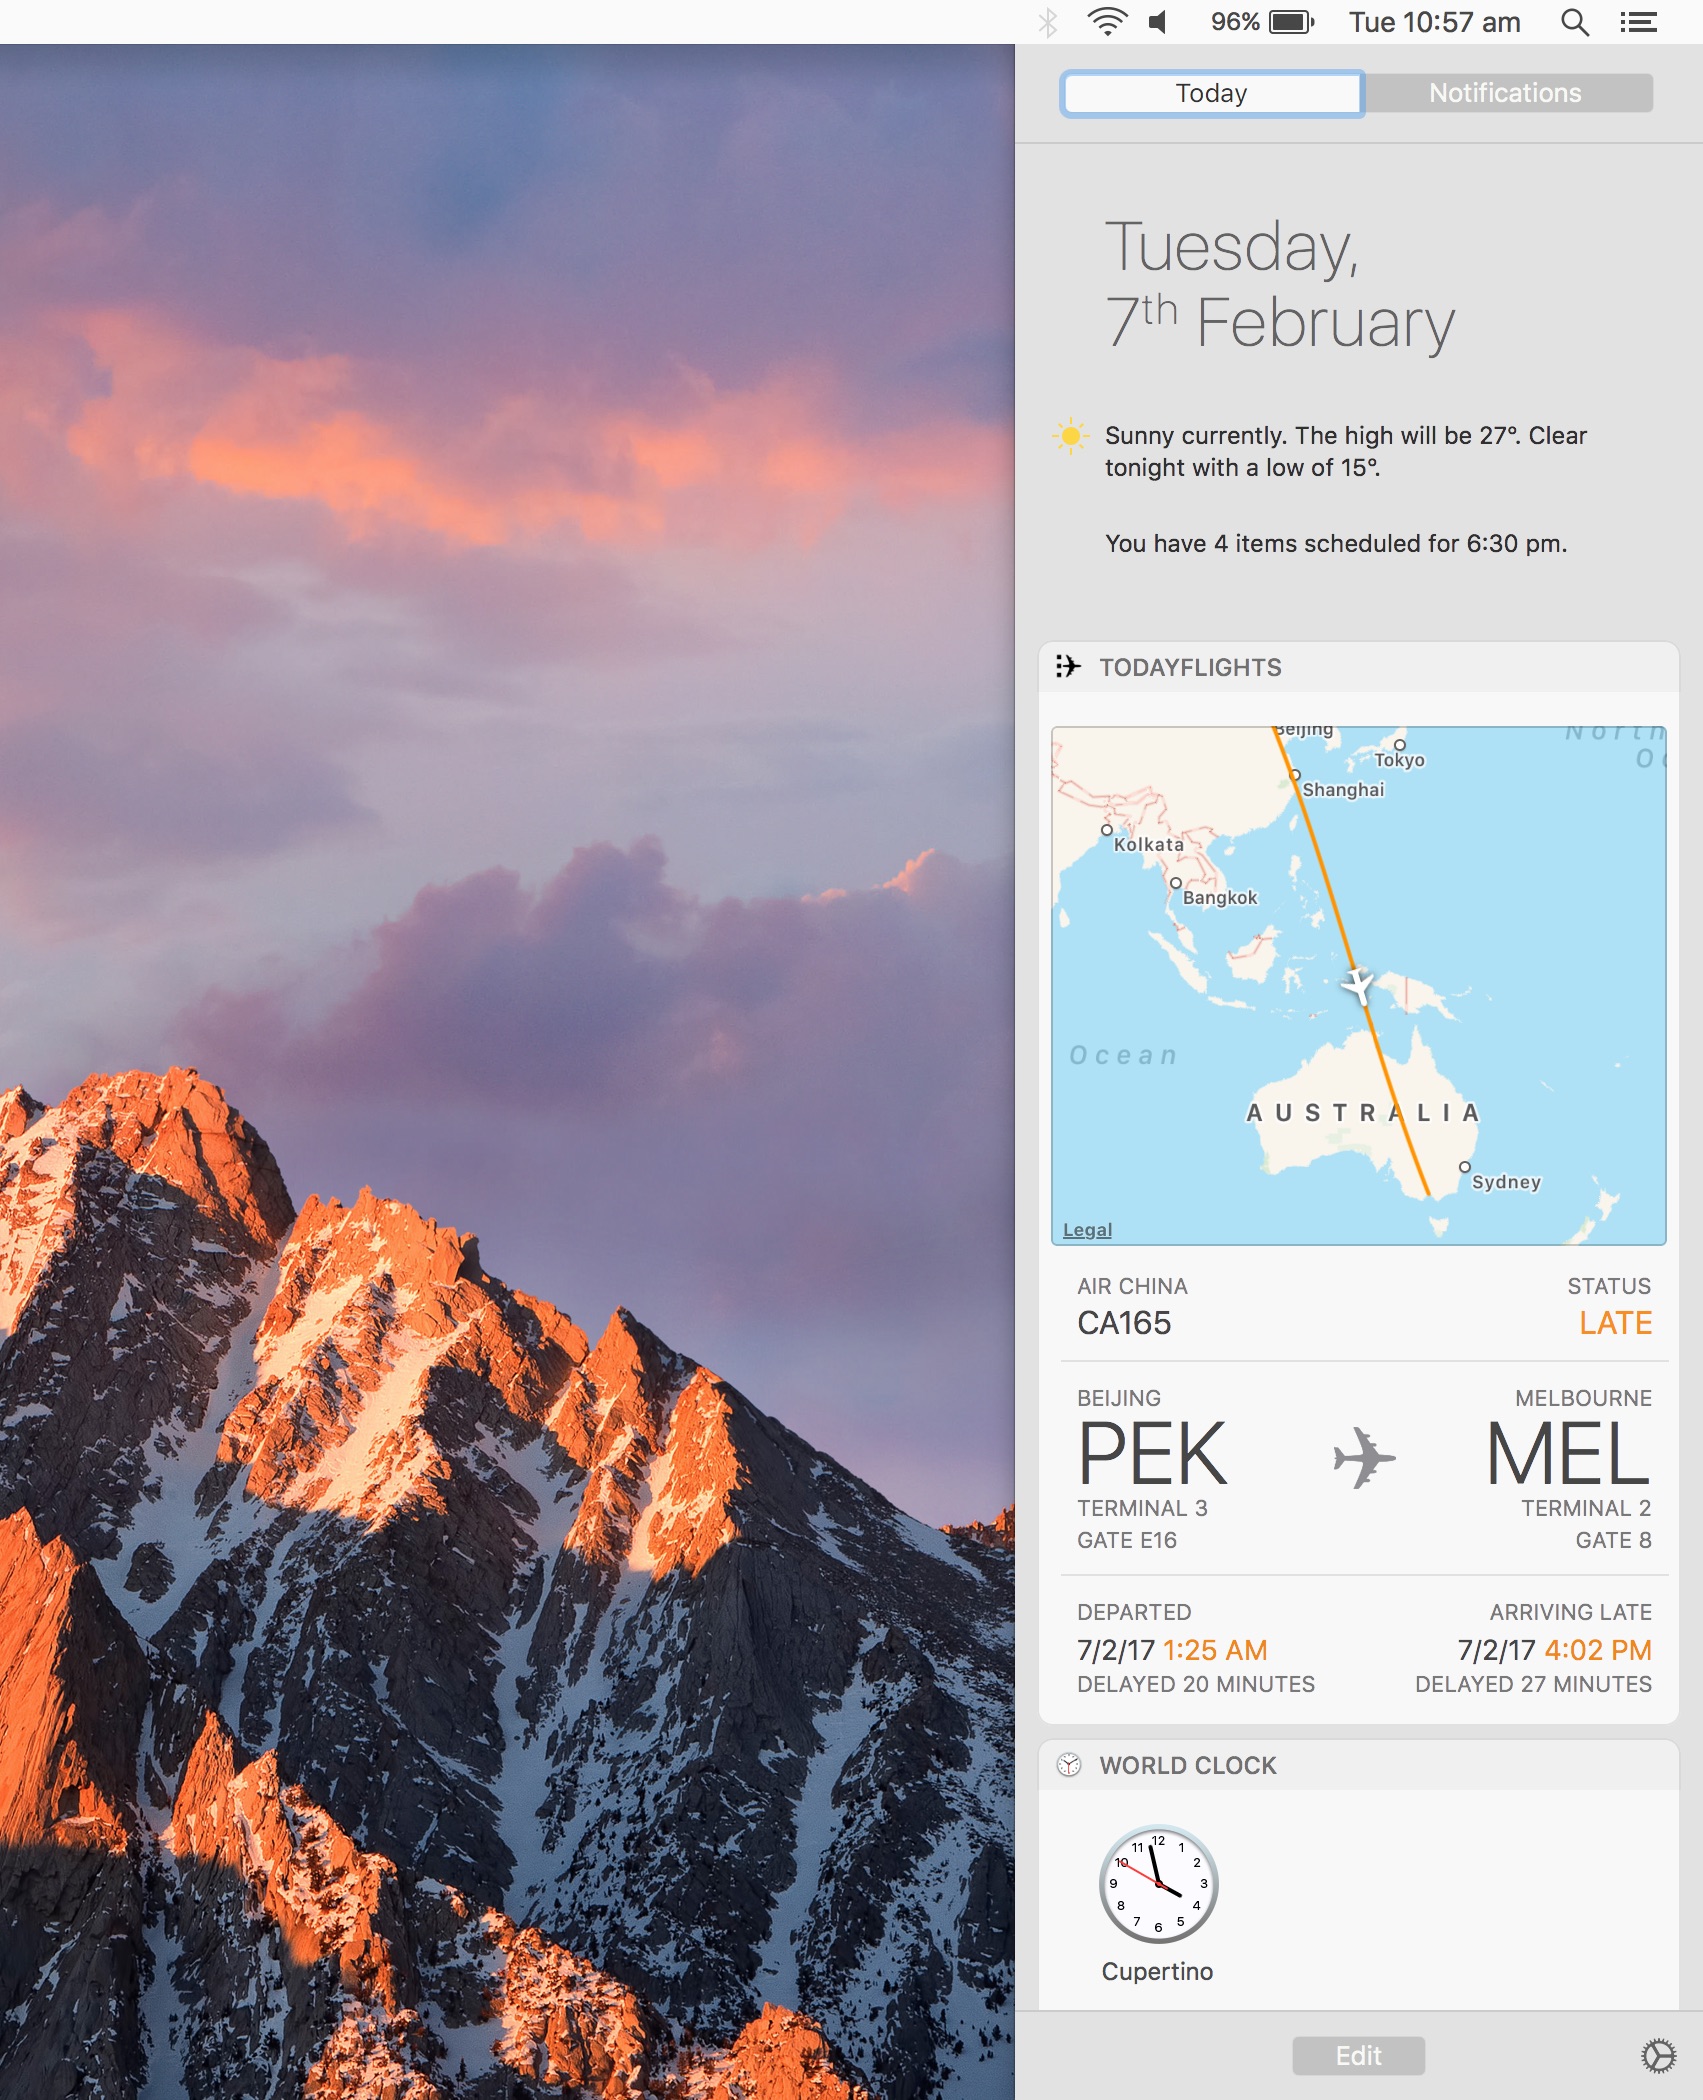 96% Tue 10:57 am
Today Notifications
Tuesday,
7th February
Sunny currently. The high will be 27°. Clear
tonight with a low of 15°.
You have 4 items scheduled for 6:30 pm.
TODAYFLIGHTS
Beijing
North
Tokyo
Shanghai
Kolkata
Bangkok
Ocean
AUSTRALIA
Sydney
Legal
AIR CHINA STATUS
CA165 LATE
BEIJING MELBOURNE
PEK MEL
TERMINAL 3 TERMINAL 2
GATE E16 GATE 8
DEPARTED ARRIVING LATE
7/2/17 1:25 AM 7/2/17 4:02 PM
DELAYED 20 MINUTES DELAYED 27 MINUTES
WORLD CLOCK
12
11 1
10 2
9 3
8 4
7 5
6
Cupertino
Edit